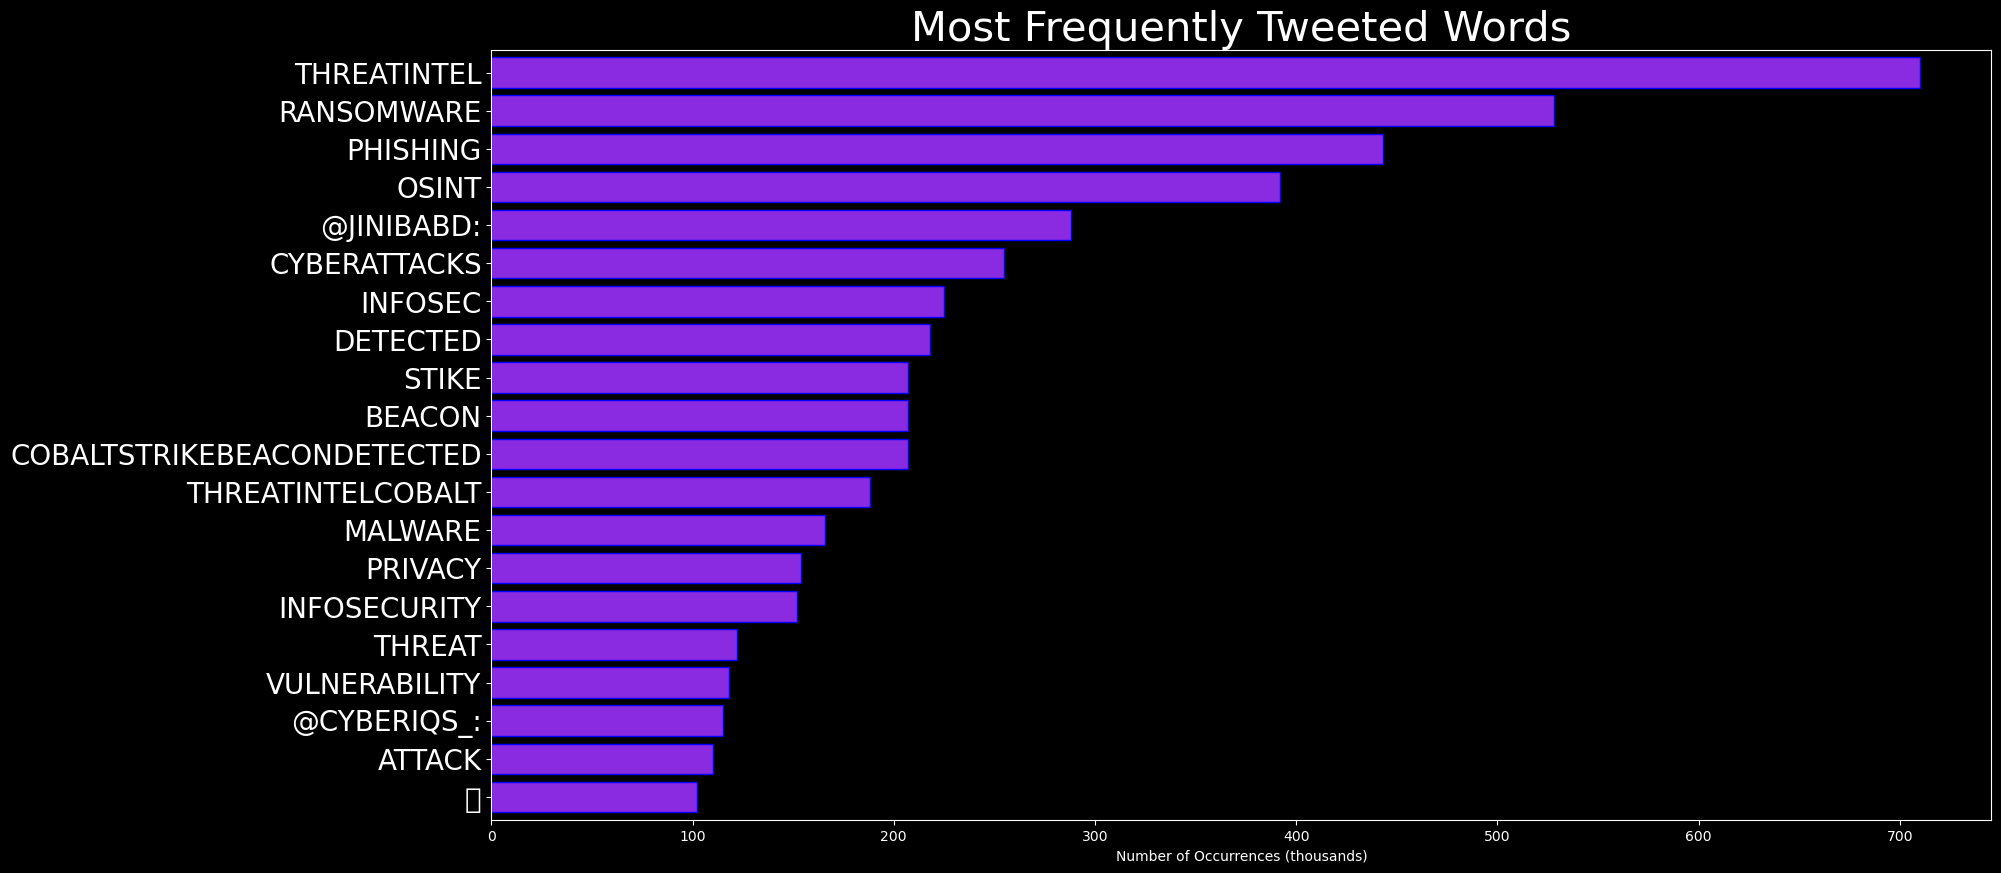 Most Frequently Tweeted Words
THREATINTEL
RANSOMWARE
PHISHING
OSINT
@JINIBABD:
CYBERATTACKS
INFOSEC
DETECTED
STIKE
BEACON
COBALTSTRIKEBEACONDETECTED
THREATINTELCOBALT
MALWARE
PRIVACY
INFOSECURITY
THREAT
VULNERABILITY
@CYBERIQS_:
ATTACK
0 100 200 300 400 500 600 700
Number of Occurrences (thousands)